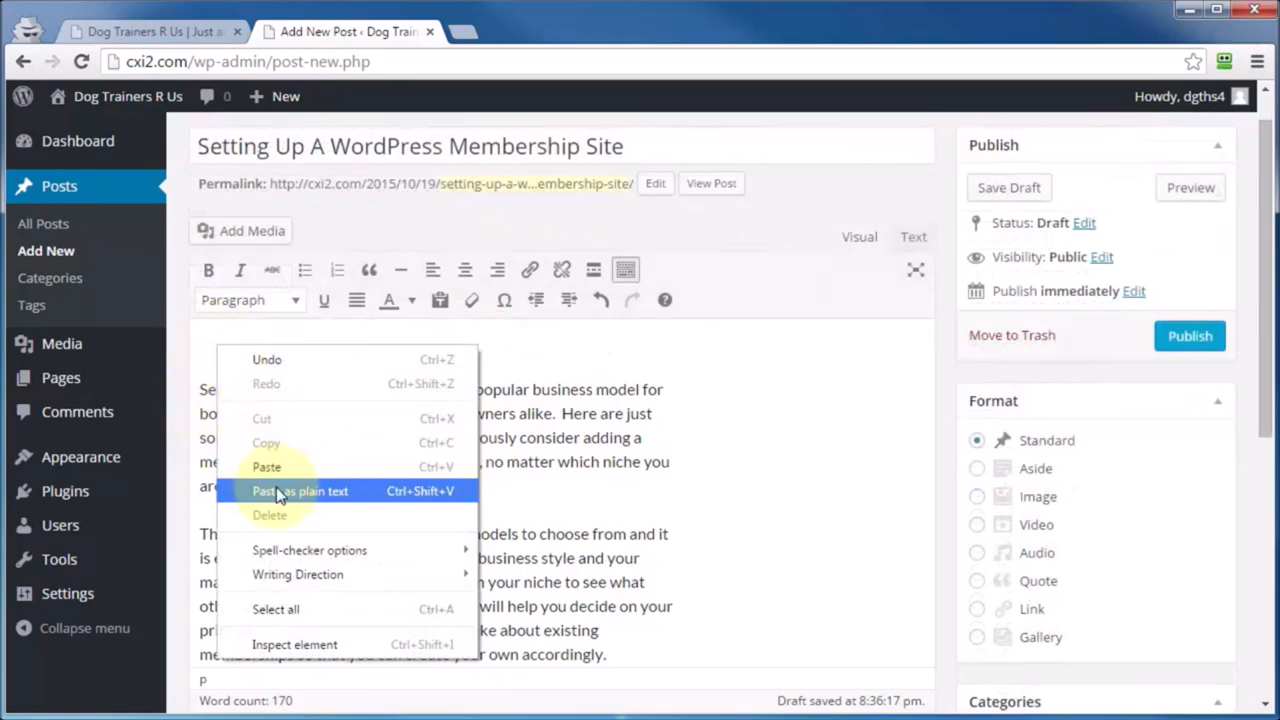 Dog Trainers R Us | Just a
Add New Post ‹ Dog Train
cxi2.com/wp-admin/post-new.php
Dog Trainers R Us 0 New
Howdy, dgths4
Dashboard
Posts
All Posts
Add New
Categories
Tags
Media
Pages
Comments
Appearance
Plugins
Users
Tools
Settings
Collapse menu
Setting Up A WordPress Membership Site
Permalink: http://cxi2.com/2015/10/19/setting-up-a-w...embership-site/ Edit View Post
Add Media
Visual Text
B I ABC
Paragraph U A
Undo Ctrl+Z
Redo Ctrl+Shift+Z
Cut Ctrl+X
Copy Ctrl+C
Paste Ctrl+V
Paste as plain text Ctrl+Shift+V
Delete
Spell-checker options
Writing Direction
Select all Ctrl+A
Inspect element Ctrl+Shift+I
popular business model for
alike. Here are just
consider adding a
, no matter which niche you
to choose from and it
business style and your
your niche to see what
will help you decide on your
about existing
your own accordingly.
p
Word count: 170
Draft saved at 8:36:17 pm.
Publish
Save Draft Preview
Status: Draft Edit
Visibility: Public Edit
Publish immediately Edit
Move to Trash Publish
Format
Standard
Aside
Image
Video
Audio
Quote
Link
Gallery
Categories